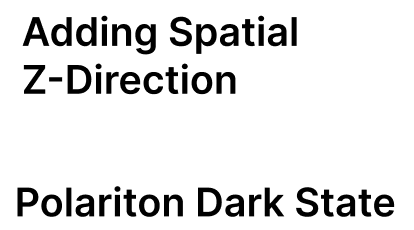 Adding Spatial
Z-Direction
Polariton Dark State